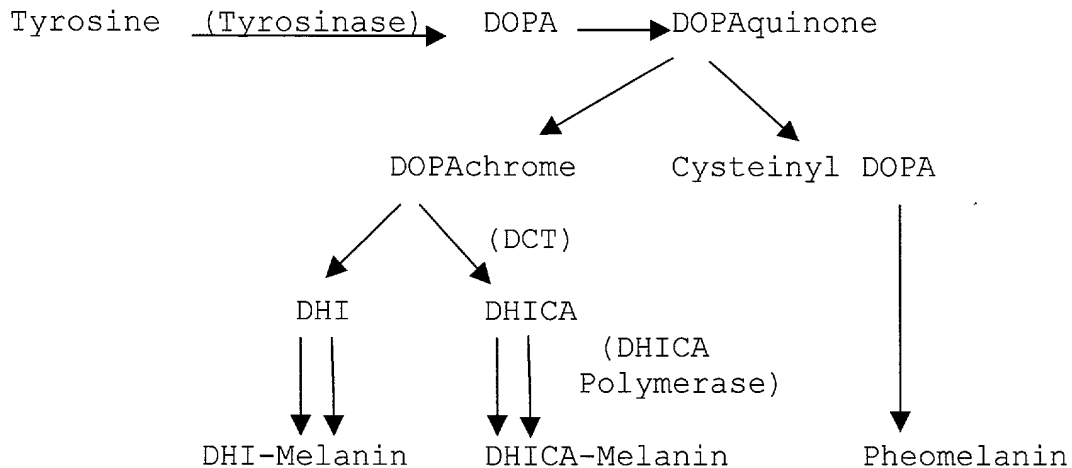 Tyrosine (Tyrosinase) DOPA DOPAquinone
DOPAchrome Cysteinyl DOPA
(DCT)
DHI DHICA
(DHICA
Polymerase)
DHI-Melanin DHICA-Melanin Pheomelanin